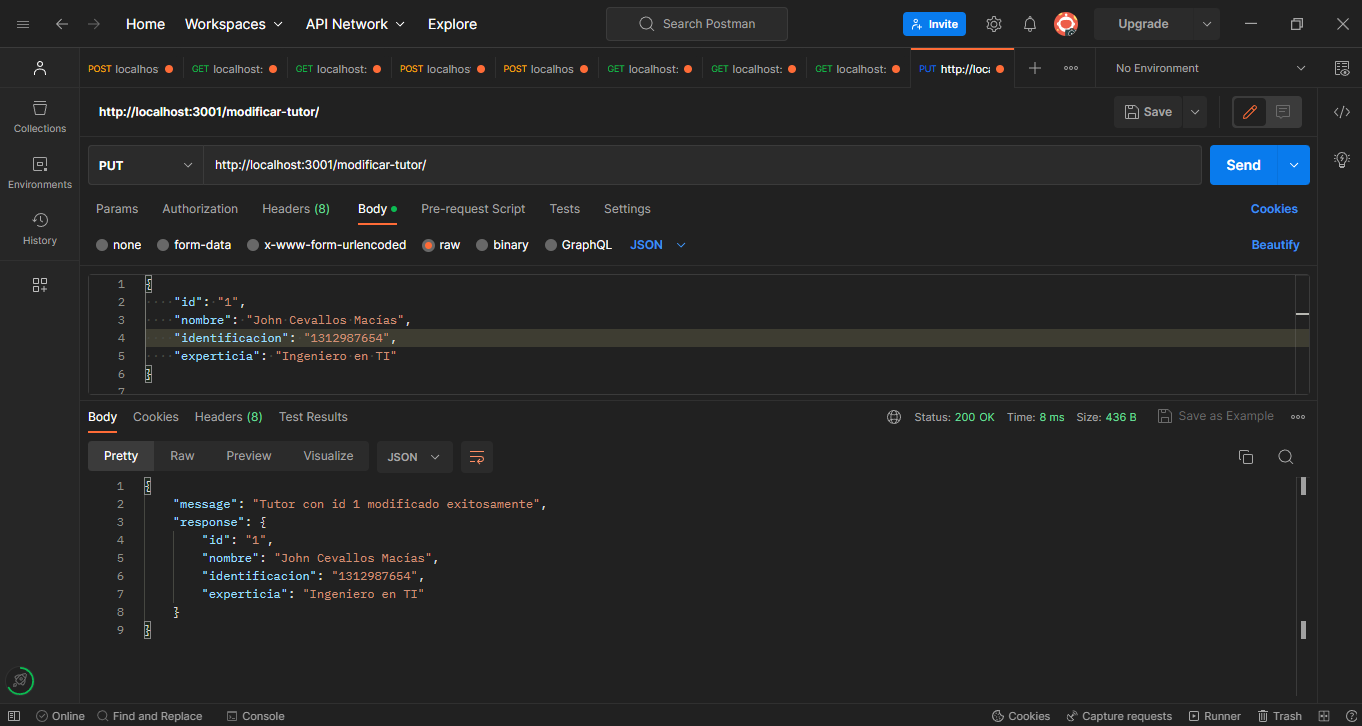 Home Workspaces API Network Explore Search Postman Invite Upgrade
POST localhos GET localhost: GET localhost: POST localhos POST localhos GET localhost: GET localhost: GET localhost: PUT http://loca No Environment
http://localhost:3001/modificar-tutor/ Save
Collections
Environments
History
PUT http://localhost:3001/modificar-tutor/ Send
Params Authorization Headers (8) Body Pre-request Script Tests Settings Cookies
none form-data x-www-form-urlencoded raw binary GraphQL JSON Beautify
1 {
2 "id": "1",
3 "nombre": "John Cevallos Macías",
4 "identificacion": "1312987654",
5 "experticia": "Ingeniero en TI"
6 }
7
Body Cookies Headers (8) Test Results Status: 200 OK Time: 8 ms Size: 436 B Save as Example
Pretty Raw Preview Visualize JSON
1 {
2 "message": "Tutor con id 1 modificado exitosamente",
3 "response": {
4 "id": "1",
5 "nombre": "John Cevallos Macías",
6 "identificacion": "1312987654",
7 "experticia": "Ingeniero en TI"
8 }
9 }
Online Find and Replace Console Cookies Capture requests Runner Trash